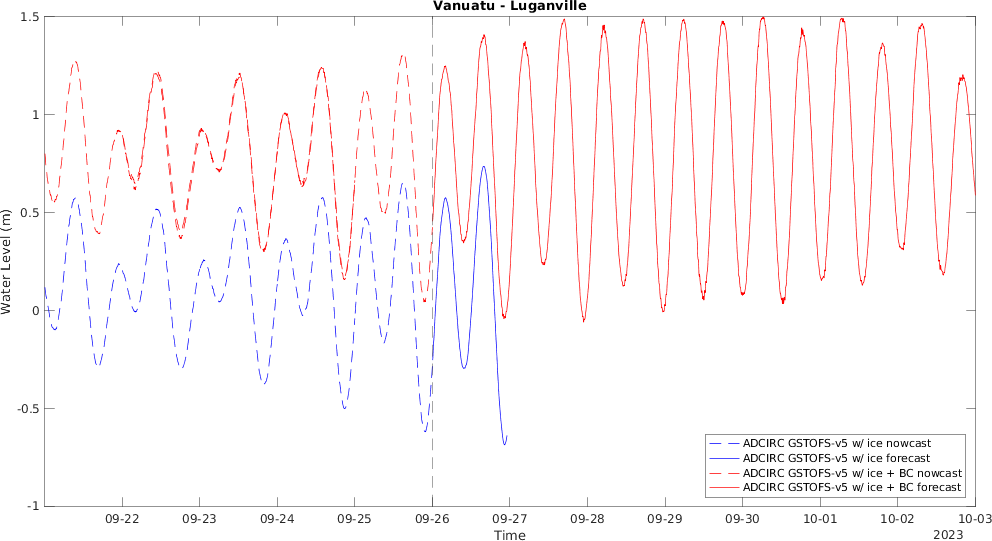 Vanuatu - Luganville
1.5
1
0.5
0
-0.5
-1
Water Level (m)
ADCIRC GSTOFS-v5 w/ ice nowcast
ADCIRC GSTOFS-v5 w/ ice forecast
ADCIRC GSTOFS-v5 w/ ice + BC nowcast
ADCIRC GSTOFS-v5 w/ ice + BC forecast
09-22 09-23 09-24 09-25 09-26 09-27 09-28 09-29 09-30 10-01 10-02 10-03
Time
2023